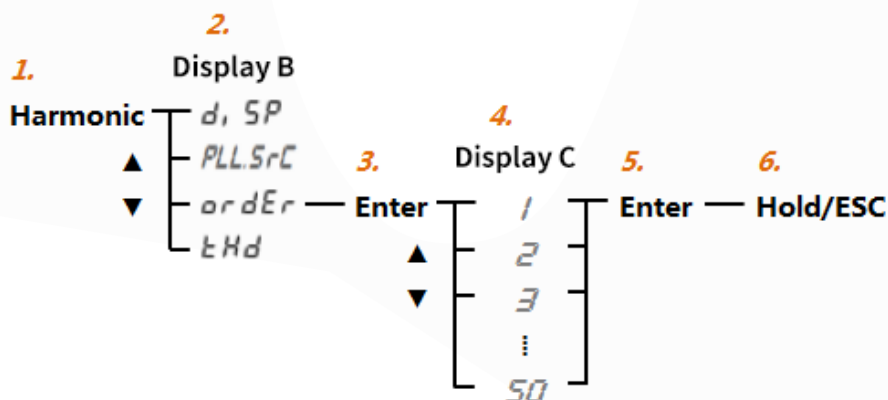 2.
Display B
1.
Harmonic
di SP
▲
PLL.SrC
▼
ordEr
tHd
3.
Enter
4.
Display C
▲
▼
1
2
3
⁞
50
5.
Enter
6.
Hold/ESC